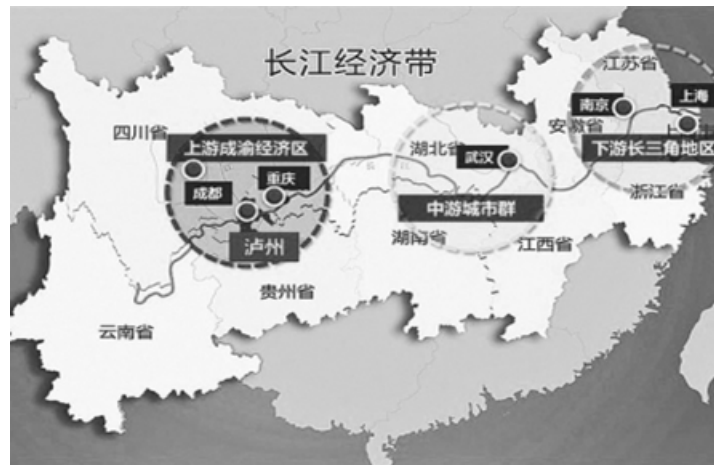 长江经济带
江苏省
上海
南京
安徽省
四川省
上游成渝经济区
湖北省
武汉
下游长三角地区
成都
重庆
浙江省
中游城市群
泸州
湖南省
江西省
贵州省
云南省